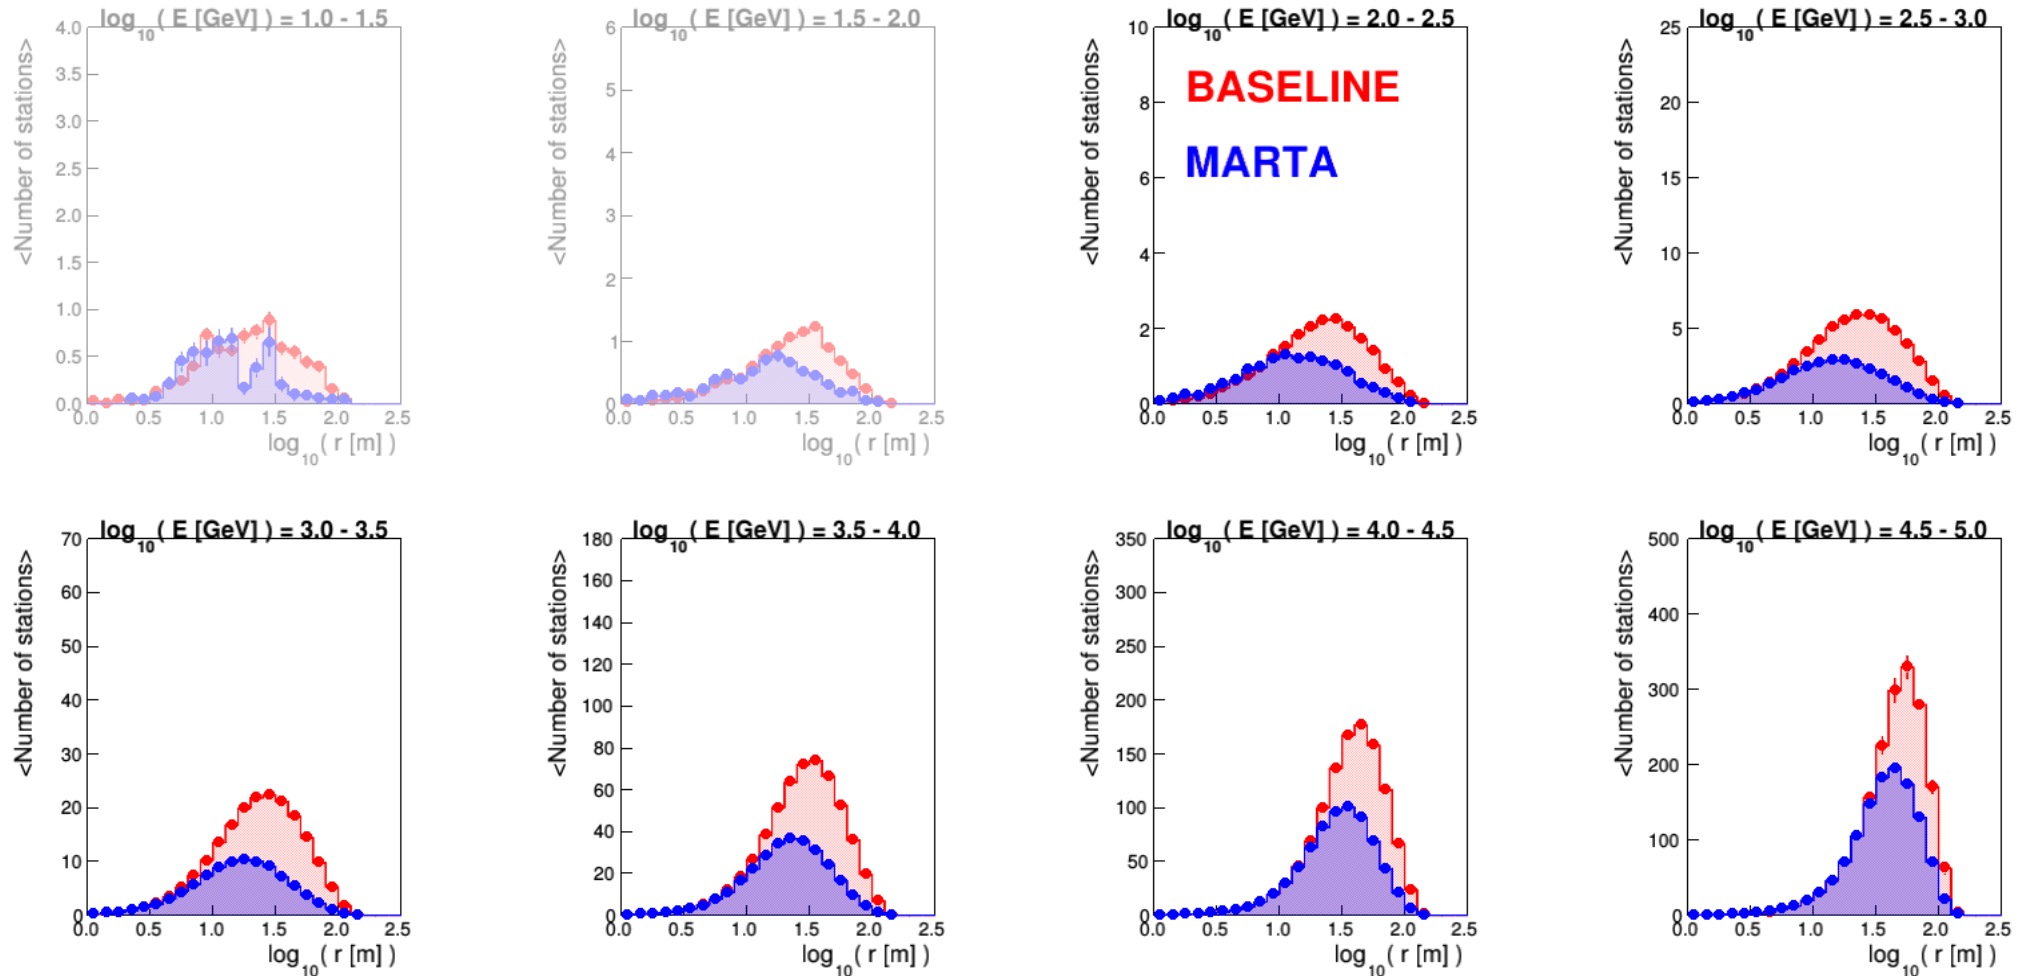 log10( E [GeV] ) = 1.0 - 1.5
<Number of stations>
4.0
3.5
3.0
2.5
2.0
1.5
1.0
0.5
0.0
0.0 0.5 1.0 1.5 2.0 2.5
log10( r [m] )
log10( E [GeV] ) = 1.5 - 2.0
<Number of stations>
6
5
4
3
2
1
0
0.0 0.5 1.0 1.5 2.0 2.5
log10( r [m] )
log10( E [GeV] ) = 2.0 - 2.5
BASELINE
MARTA
<Number of stations>
10
8
6
4
2
0
0.0 0.5 1.0 1.5 2.0 2.5
log10( r [m] )
log10( E [GeV] ) = 2.5 - 3.0
<Number of stations>
25
20
15
10
5
0
0.0 0.5 1.0 1.5 2.0 2.5
log10( r [m] )
log10( E [GeV] ) = 3.0 - 3.5
<Number of stations>
70
60
50
40
30
20
10
0
0.0 0.5 1.0 1.5 2.0 2.5
log10( r [m] )
log10( E [GeV] ) = 3.5 - 4.0
<Number of stations>
180
160
140
120
100
80
60
40
20
0
0.0 0.5 1.0 1.5 2.0 2.5
log10( r [m] )
log10( E [GeV] ) = 4.0 - 4.5
<Number of stations>
350
300
250
200
150
100
50
0
0.0 0.5 1.0 1.5 2.0 2.5
log10( r [m] )
log10( E [GeV] ) = 4.5 - 5.0
<Number of stations>
500
400
300
200
100
0
0.0 0.5 1.0 1.5 2.0 2.5
log10( r [m] )